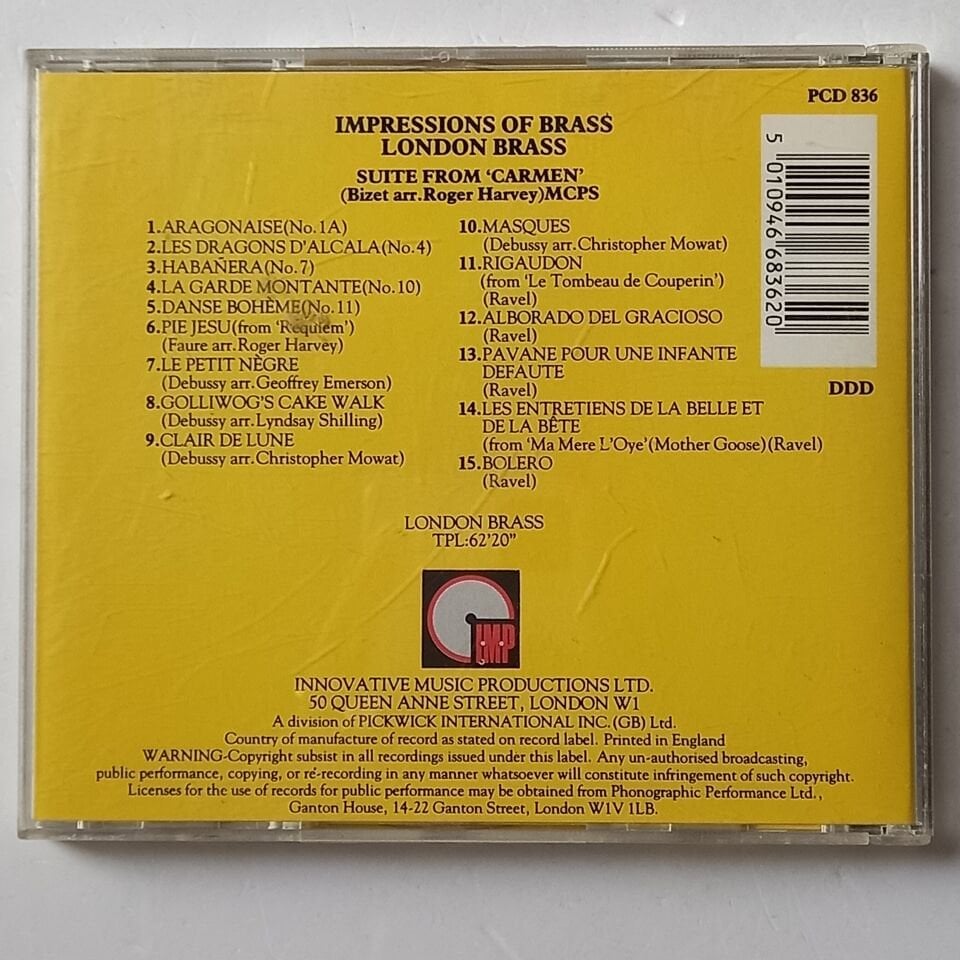 PCD 836
IMPRESSIONS OF BRASS
LONDON BRASS
SUITE FROM ‘CARMEN’
(Bizet arr.Roger Harvey)MCPS
1.ARAGONAISE(No.1A)
2.LES DRAGONS D’ALCALA(No.4)
3.HABAÑERA(No.7)
4.LA GARDE MONTANTE(No.10)
5.DANSE BOHÈME(No.11)
6.PIE JESU(from ‘Requiem’)
(Faure arr.Roger Harvey)
7.LE PETIT NÈGRE
(Debussy arr.Geoffrey Emerson)
8.GOLLIWOG’S CAKE WALK
(Debussy arr.Lyndsay Shilling)
9.CLAIR DE LUNE
(Debussy arr.Christopher Mowat)
10.MASQUES
(Debussy arr.Christopher Mowat)
11.RIGAUDON
(from ‘Le Tombeau de Couperin’)
(Ravel)
12.ALBORADO DEL GRACIOSO
(Ravel)
13.PAVANE POUR UNE INFANTE
DEFAUTE
(Ravel)
14.LES ENTRETIENS DE LA BELLE ET
DE LA BÊTE
(from ‘Ma Mere L’Oye’(Mother Goose)(Ravel)
15.BOLERO
(Ravel)
5 010946 683620
DDD
LONDON BRASS
TPL:62’20”
IMP
INNOVATIVE MUSIC PRODUCTIONS LTD.
50 QUEEN ANNE STREET, LONDON W1
A division of PICKWICK INTERNATIONAL INC.(GB) Ltd.
Country of manufacture of record as stated on record label. Printed in England
WARNING-Copyright subsist in all recordings issued under this label. Any un-authorised broadcasting,
public performance, copying, or ré-recording in any manner whatsoever will constitute infringement of such copyright.
Licenses for the use of records for public performance may be obtained from Phonographic Performance Ltd.,
Ganton House, 14-22 Ganton Street, London W1V 1LB.